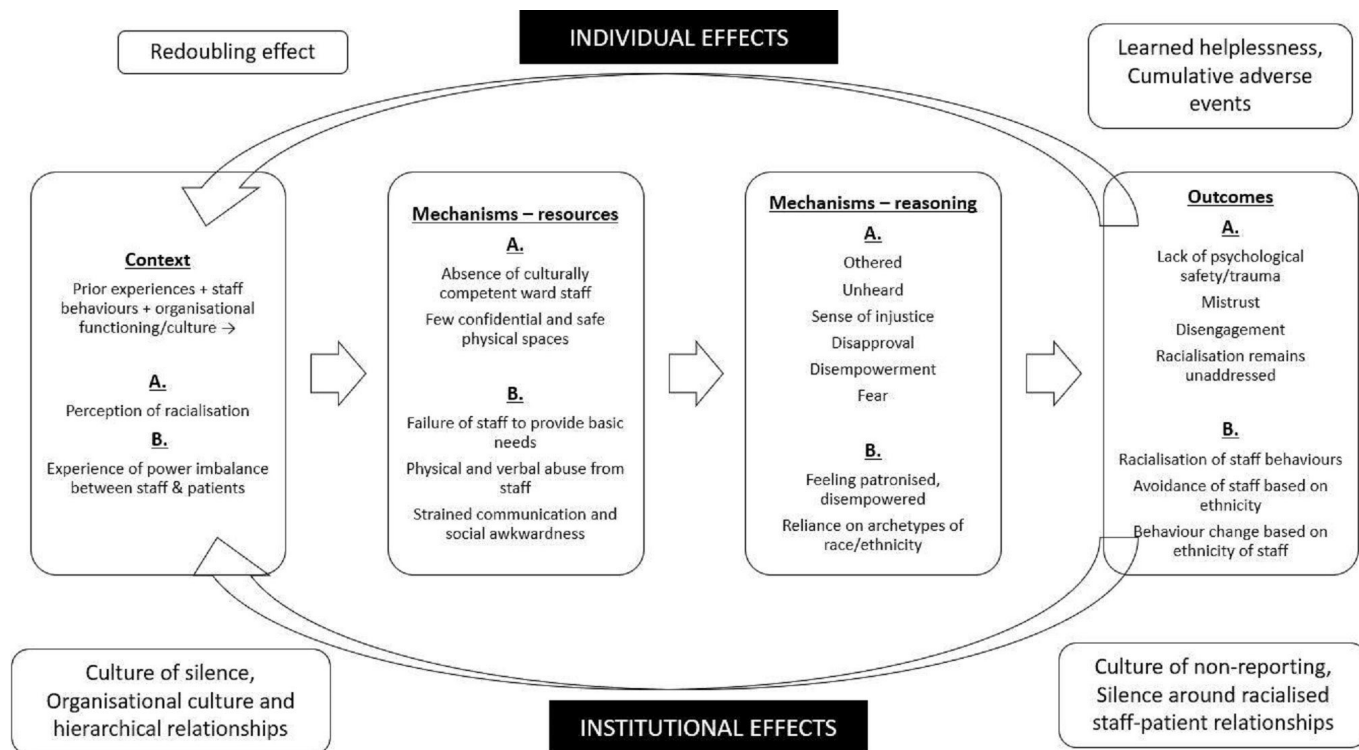 INDIVIDUAL EFFECTS
Redoubling effect
Learned helplessness,
Cumulative adverse
events
Context
Prior experiences + staff
behaviours + organisational
functioning/culture →
A.
Perception of racialisation
B.
Experience of power imbalance
between staff & patients
Mechanisms – resources
A.
Absence of culturally
competent ward staff
Few confidential and safe
physical spaces
B.
Failure of staff to provide basic
needs
Physical and verbal abuse from
staff
Strained communication and
social awkwardness
Mechanisms – reasoning
A.
Othered
Unheard
Sense of injustice
Disapproval
Disempowerment
Fear
B.
Feeling patronised,
disempowered
Reliance on archetypes of
race/ethnicity
Outcomes
A.
Lack of psychological
safety/trauma
Mistrust
Disengagement
Racialisation remains
unaddressed
B.
Racialisation of staff behaviours
Avoidance of staff based on
ethnicity
Behaviour change based on
ethnicity of staff
Culture of silence,
Organisational culture and
hierarchical relationships
INSTITUTIONAL EFFECTS
Culture of non-reporting,
Silence around racialised
staff-patient relationships